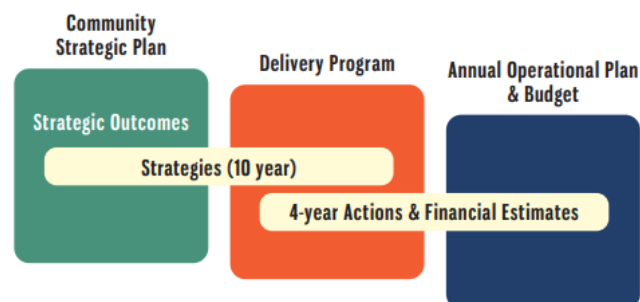 Community
Strategic Plan
Delivery Program
Annual Operational Plan
& Budget
Strategic Outcomes
Strategies (10 year)
4-year Actions & Financial Estimates